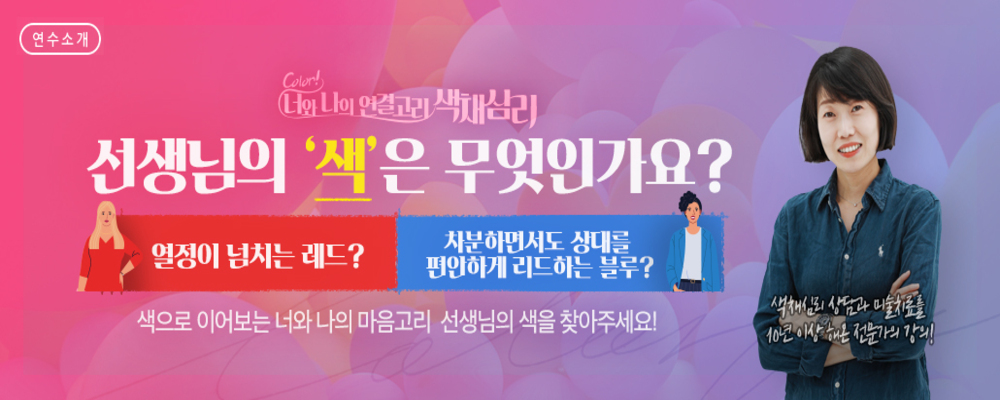 연수소개
Color!
너와 나의 연결고리 색채심리
선생님의 ‘색’은 무엇인가요?
열정이 넘치는 레드?
차분하면서도 상대를
편안하게 리드하는 블루?
색으로 이어보는 너와 나의 마음고리 선생님의 색을 찾아주세요!
색채심리 상담과 미술치료를
10년 이상 해온 전문가의 강의!